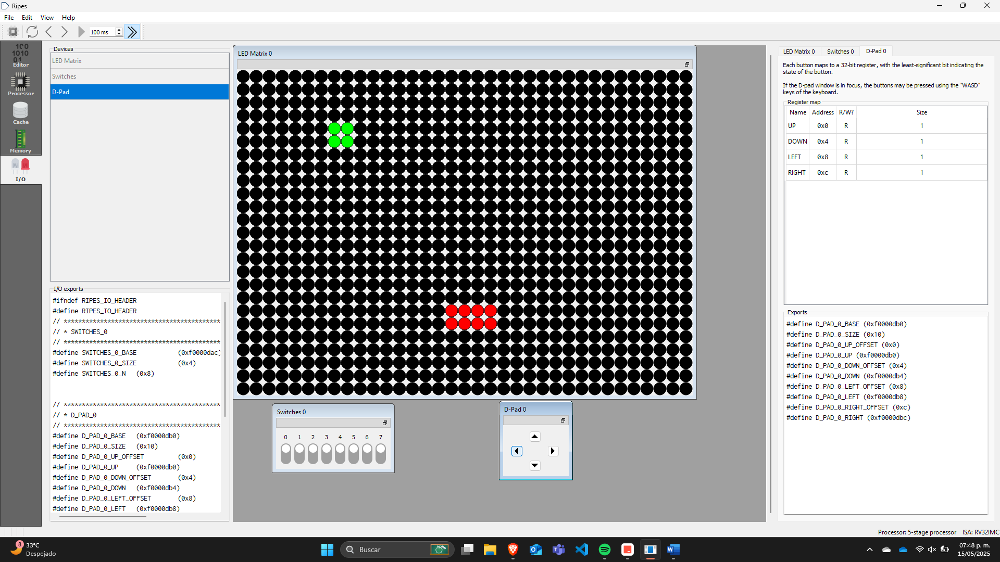 Ripes
File Edit View Help
100 ms
Editor
Processor
Cache
Memory
I/O
Devices
LED Matrix
Switches
D-Pad
I/O exports
#ifndef RIPES_IO_HEADER
#define RIPES_IO_HEADER
// *******************************************
// * SWITCHES_0
// *******************************************
#define SWITCHES_0_BASE (0xf0000dac)
#define SWITCHES_0_SIZE (0x4)
#define SWITCHES_0_N (0x8)
// *******************************************
// * D_PAD_0
// *******************************************
#define D_PAD_0_BASE (0xf0000db0)
#define D_PAD_0_SIZE (0x10)
#define D_PAD_0_UP_OFFSET (0x0)
#define D_PAD_0_UP (0xf0000db0)
#define D_PAD_0_DOWN_OFFSET (0x4)
#define D_PAD_0_DOWN (0xf0000db4)
#define D_PAD_0_LEFT_OFFSET (0x8)
#define D_PAD_0_LEFT (0xf0000db8)
LED Matrix 0
Switches 0
0 1 2 3 4 5 6 7
D-Pad 0
LED Matrix 0 Switches 0 D-Pad 0
Each button maps to a 32-bit register, with the least-significant bit indicating the
state of the button.
If the D-pad window is in focus, the buttons may be pressed using the "WASD"
keys of the keyboard.
Register map
Name Address R/W? Size
UP 0x0 R 1
DOWN 0x4 R 1
LEFT 0x8 R 1
RIGHT 0xc R 1
Exports
#define D_PAD_0_BASE (0xf0000db0)
#define D_PAD_0_SIZE (0x10)
#define D_PAD_0_UP_OFFSET (0x0)
#define D_PAD_0_UP (0xf0000db0)
#define D_PAD_0_DOWN_OFFSET (0x4)
#define D_PAD_0_DOWN (0xf0000db4)
#define D_PAD_0_LEFT_OFFSET (0x8)
#define D_PAD_0_LEFT (0xf0000db8)
#define D_PAD_0_RIGHT_OFFSET (0xc)
#define D_PAD_0_RIGHT (0xf0000dbc)
Processor: 5-stage processor ISA: RV32IMC
8
33°C
Despejado
Buscar
07:48 p. m.
15/05/2025